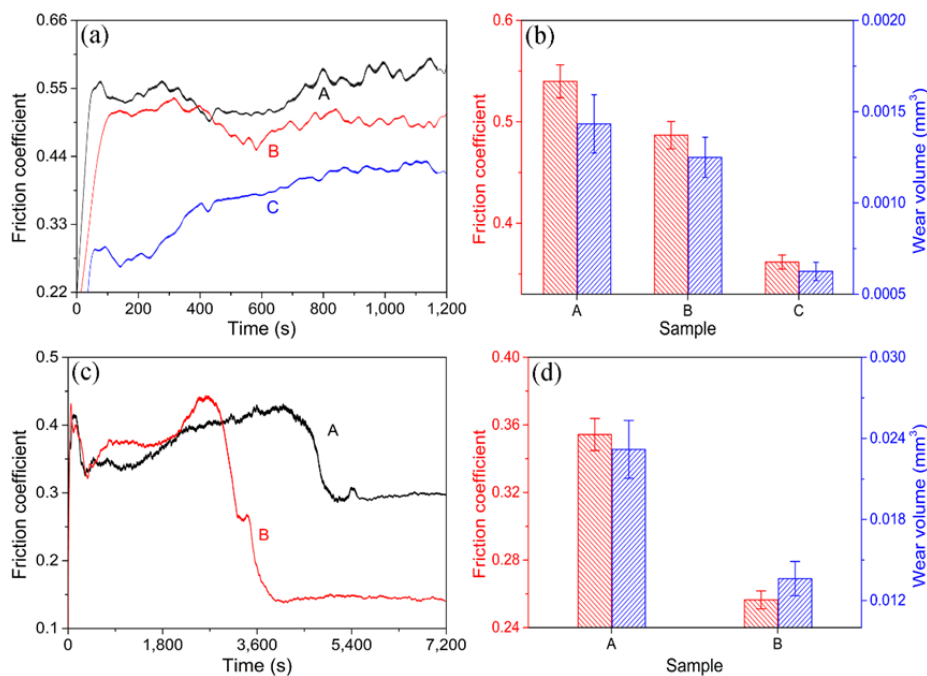 (a)
Friction coefficient
0.66
0.55
0.44
0.33
0.22
A
B
C
0 200 400 600 800 1,000 1,200
Time (s)
(b)
Friction coefficient
0.6
0.5
0.4
Wear volume (mm³)
0.0020
0.0015
0.0010
0.0005
A B C
Sample
(c)
Friction coefficient
0.5
0.4
0.3
0.2
0.1
A
B
0 1,800 3,600 5,400 7,200
Time (s)
(d)
Friction coefficient
0.40
0.36
0.32
0.28
0.24
Wear volume (mm³)
0.030
0.024
0.018
0.012
A B
Sample